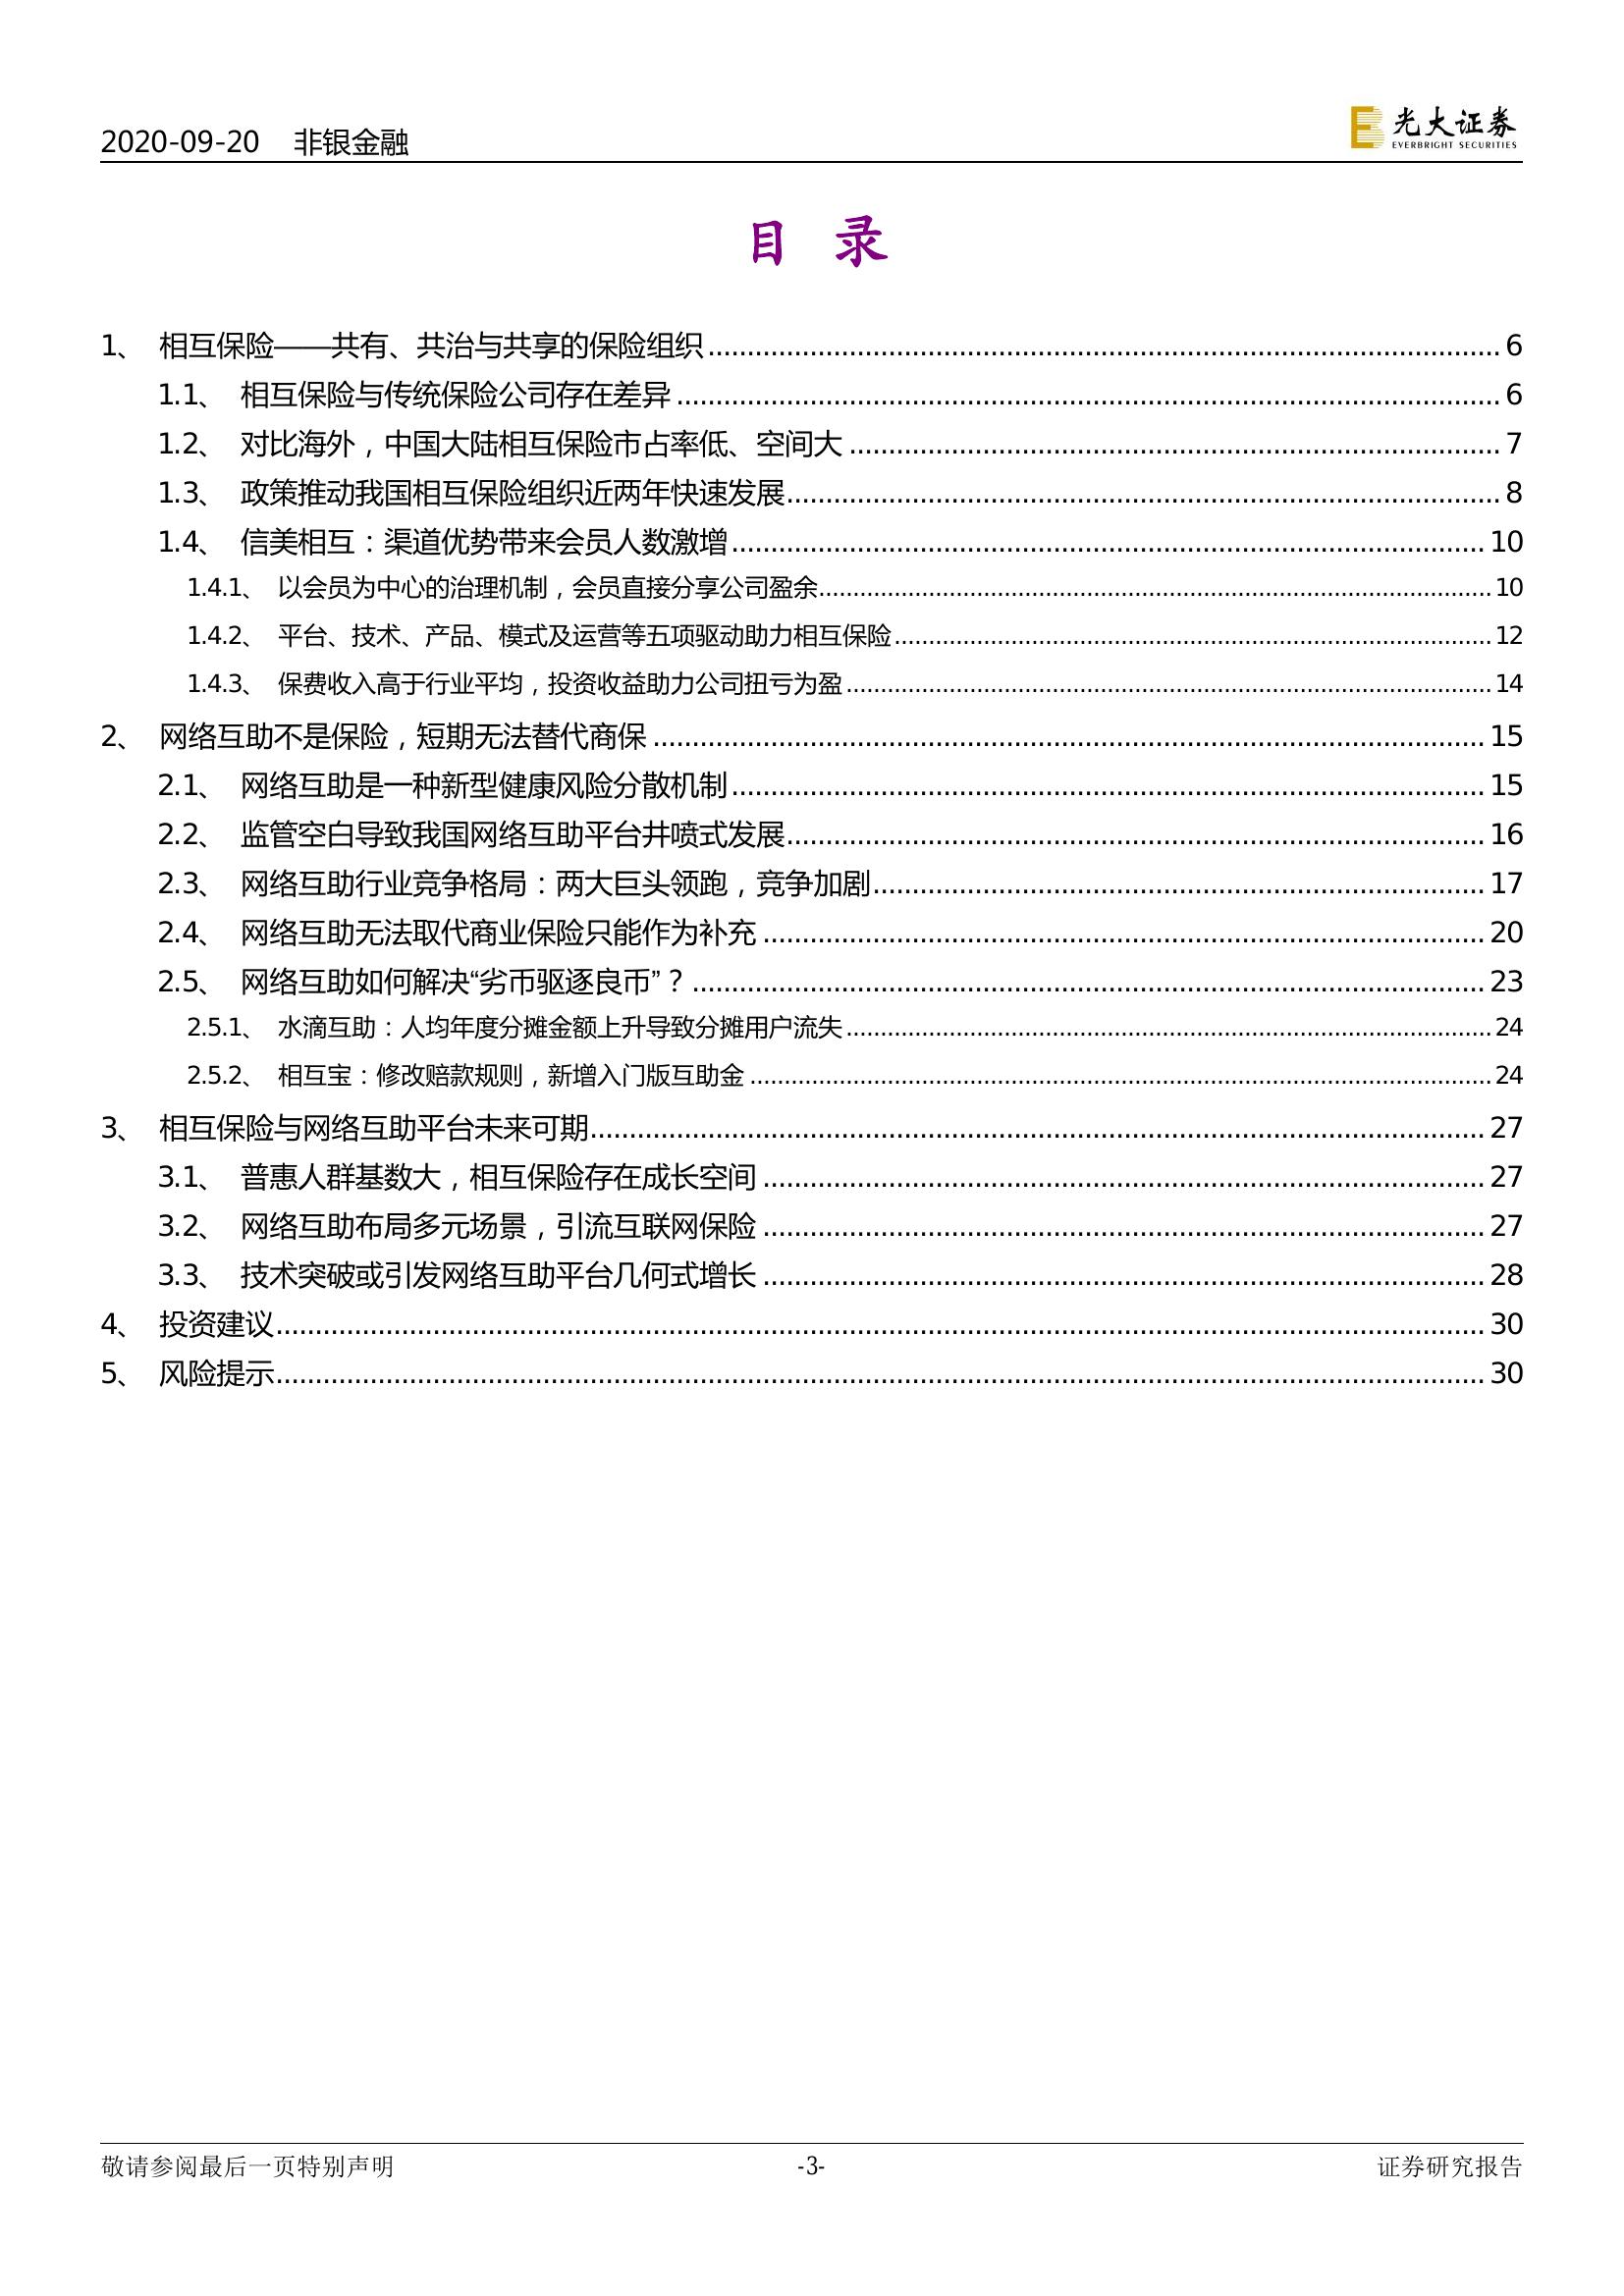 2020-09-20 非银金融
光大证券
EVERBRIGHT SECURITIES
目 录
1、 相互保险——共有、共治与共享的保险组织 6
1.1、 相互保险与传统保险公司存在差异 6
1.2、 对比海外，中国大陆相互保险市占率低、空间大 7
1.3、 政策推动我国相互保险组织近两年快速发展 8
1.4、 信美相互：渠道优势带来会员人数激增 10
1.4.1、 以会员为中心的治理机制，会员直接分享公司盈余 10
1.4.2、 平台、技术、产品、模式及运营等五项驱动助力相互保险 12
1.4.3、 保费收入高于行业平均，投资收益助力公司扭亏为盈 14
2、 网络互助不是保险，短期无法替代商保 15
2.1、 网络互助是一种新型健康风险分散机制 15
2.2、 监管空白导致我国网络互助平台井喷式发展 16
2.3、 网络互助行业竞争格局：两大巨头领跑，竞争加剧 17
2.4、 网络互助无法取代商业保险只能作为补充 20
2.5、 网络互助如何解决“劣币驱逐良币”？ 23
2.5.1、 水滴互助：人均年度分摊金额上升导致分摊用户流失 24
2.5.2、 相互宝：修改赔款规则，新增入门版互助金 24
3、 相互保险与网络互助平台未来可期 27
3.1、 普惠人群基数大，相互保险存在成长空间 27
3.2、 网络互助布局多元场景，引流互联网保险 27
3.3、 技术突破或引发网络互助平台几何式增长 28
4、 投资建议 30
5、 风险提示 30
敬请参阅最后一页特别声明 -3- 证券研究报告